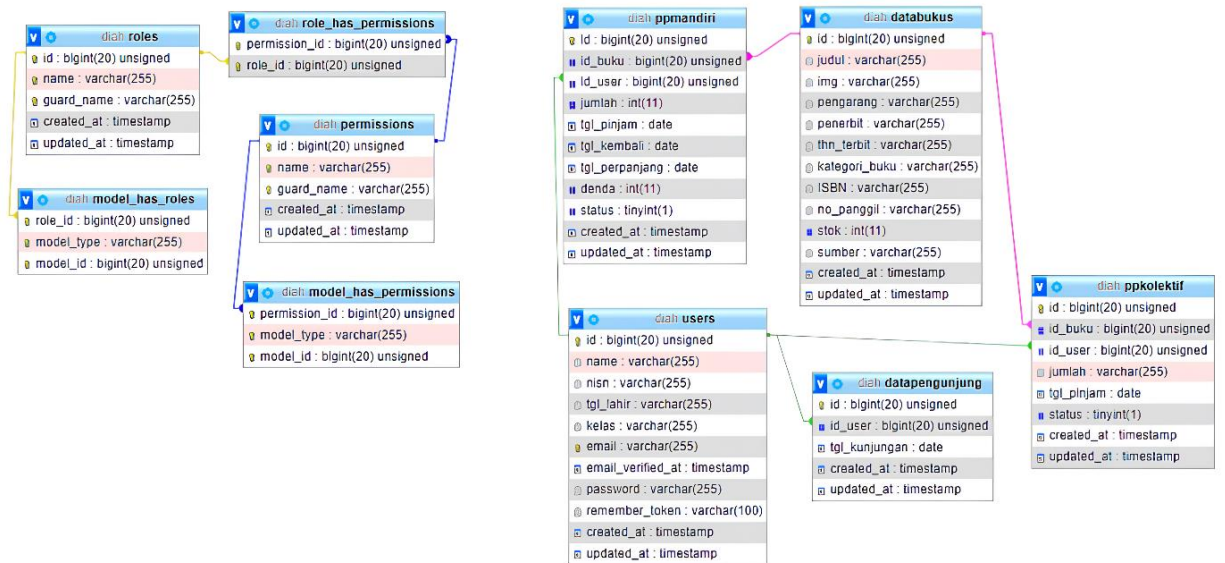 diah roles
id : bigint(20) unsigned
name : varchar(255)
guard_name : varchar(255)
created_at : timestamp
updated_at : timestamp
diah role_has_permissions
permission_id : bigint(20) unsigned
role_id : bigint(20) unsigned
diah permissions
id : bigint(20) unsigned
name : varchar(255)
guard_name : varchar(255)
created_at : timestamp
updated_at : timestamp
diah model_has_roles
role_id : bigint(20) unsigned
model_type : varchar(255)
model_id : bigint(20) unsigned
diah model_has_permissions
permission_id : bigint(20) unsigned
model_type : varchar(255)
model_id : bigint(20) unsigned
diah ppmandiri
id : bigint(20) unsigned
id_buku : bigint(20) unsigned
id_user : bigint(20) unsigned
jumlah : int(11)
tgl_pinjam : date
tgl_kembali : date
tgl_perpanjang : date
denda : int(11)
status : tinyint(1)
created_at : timestamp
updated_at : timestamp
diah databukus
id : bigint(20) unsigned
judul : varchar(255)
img : varchar(255)
pengarang : varchar(255)
penerbit : varchar(255)
thn_terbit : varchar(255)
kategori_buku : varchar(255)
ISBN : varchar(255)
no_panggil : varchar(255)
stok : int(11)
sumber : varchar(255)
created_at : timestamp
updated_at : timestamp
diah users
id : bigint(20) unsigned
name : varchar(255)
nisn : varchar(255)
tgl_lahir : varchar(255)
kelas : varchar(255)
email : varchar(255)
email_verified_at : timestamp
password : varchar(255)
remember_token : varchar(100)
created_at : timestamp
updated_at : timestamp
diah datapengunjung
id : bigint(20) unsigned
id_user : bigint(20) unsigned
tgl_kunjungan : date
created_at : timestamp
updated_at : timestamp
diah ppkolektif
id : bigint(20) unsigned
id_buku : bigint(20) unsigned
id_user : bigint(20) unsigned
jumlah : varchar(255)
tgl_pinjam : date
status : tinyint(1)
created_at : timestamp
updated_at : timestamp